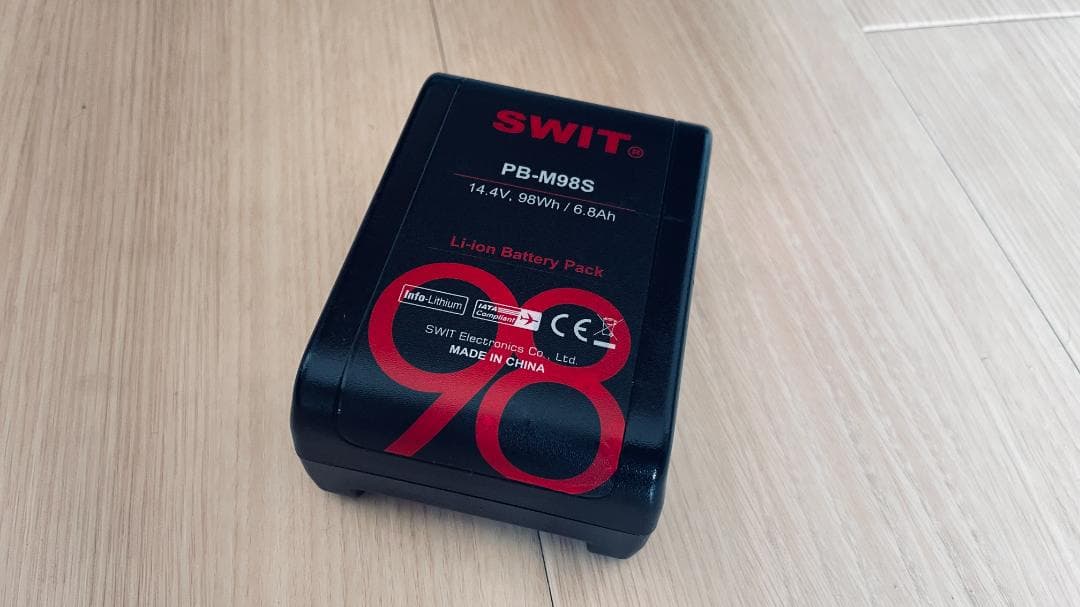 SWIT®
PB-M98S
14.4V, 98Wh / 6.8Ah
Li-ion Battery Pack
98
Info-Lithium
IATA Compliant
CE
SWIT Electronics Co., Ltd.
MADE IN CHINA